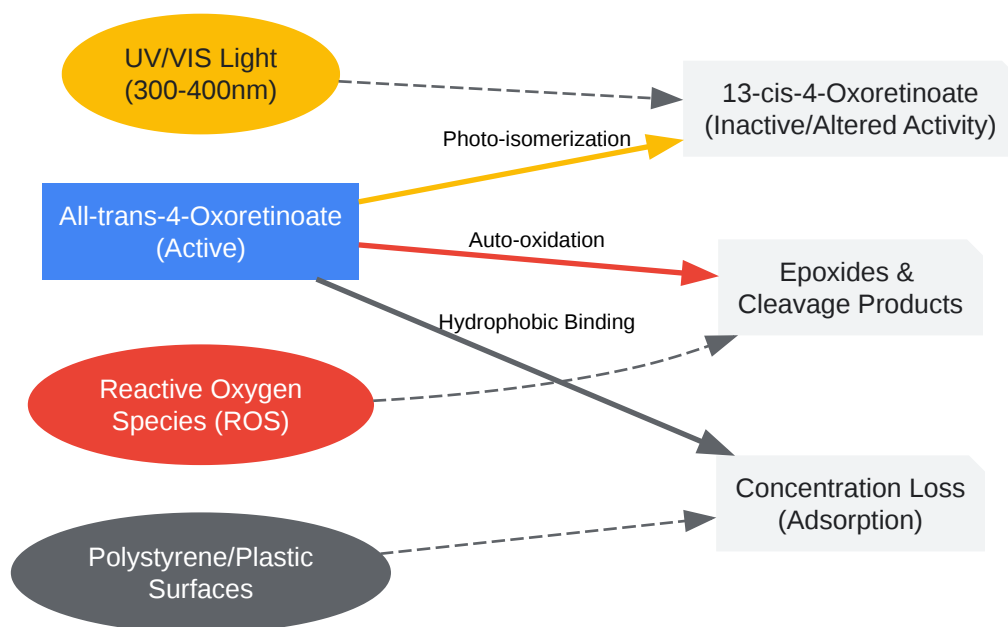 UV/VIS Light
(300-400nm)
13-cis-4-Oxoretinoate
(Inactive/Altered Activity)
Photo-isomerization
All-trans-4-Oxoretinoate
(Active)
Auto-oxidation
Epoxides &
Cleavage Products
Hydrophobic Binding
Reactive Oxygen
Species (ROS)
Concentration Loss
(Adsorption)
Polystyrene/Plastic
Surfaces